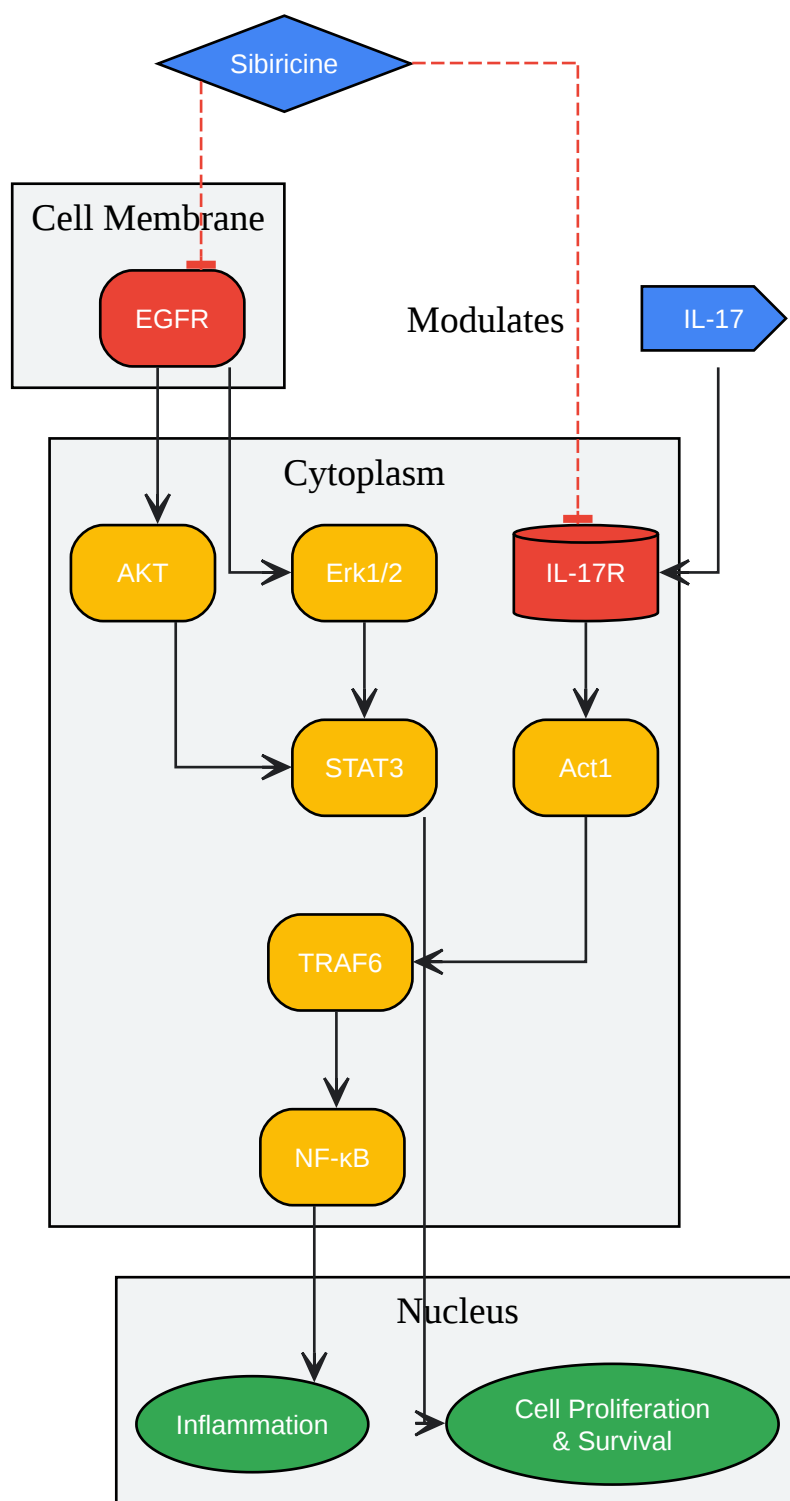 Sibiricine
Cell Membrane
EGFR
Modulates
IL-17
Cytoplasm
AKT
Erk1/2
IL-17R
STAT3
Act1
TRAF6
NF-κB
Nucleus
Inflammation
Cell Proliferation
& Survival